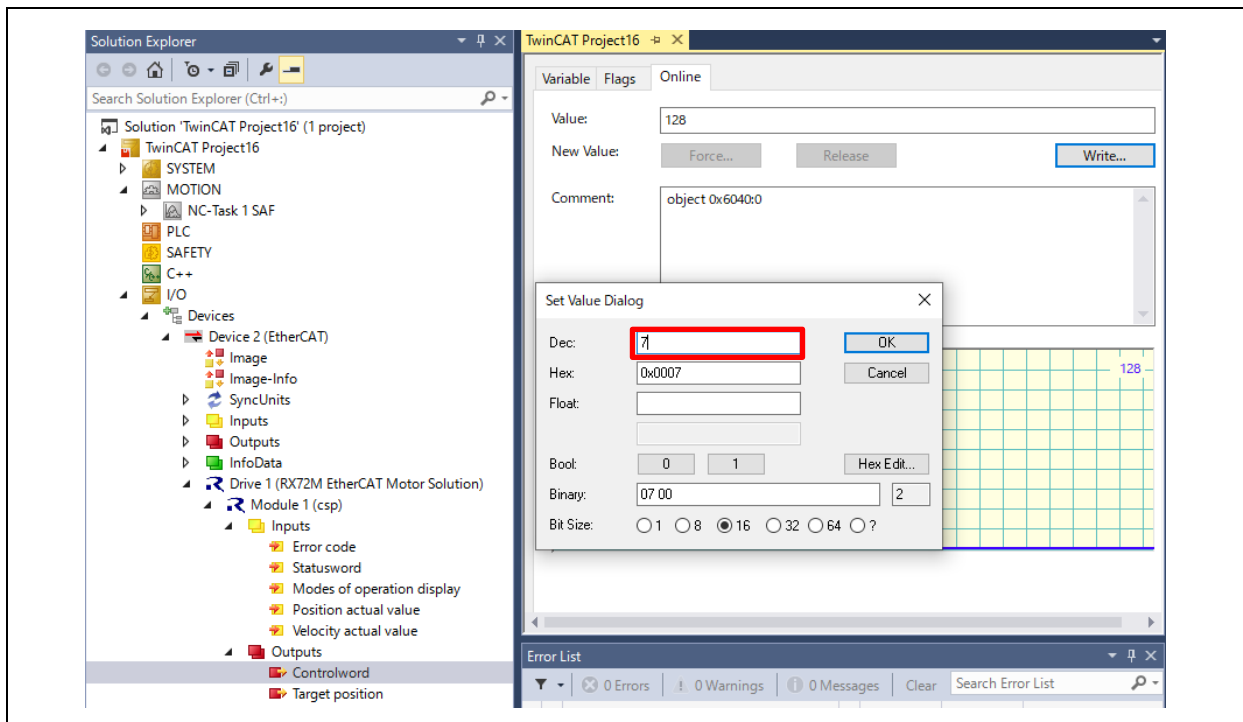 Solution Explorer
Search Solution Explorer (Ctrl+:)
Solution 'TwinCAT Project16' (1 project)
TwinCAT Project16
SYSTEM
MOTION
NC-Task 1 SAF
PLC
SAFETY
C++
I/O
Devices
Device 2 (EtherCAT)
Image
Image-Info
SyncUnits
Inputs
Outputs
InfoData
Drive 1 (RX72M EtherCAT Motor Solution)
Module 1 (csp)
Inputs
Error code
Statusword
Modes of operation display
Position actual value
Velocity actual value
Outputs
Controlword
Target position
TwinCAT Project16
Variable Flags Online
Value: 128
New Value: Force... Release Write...
Comment: object 0x6040:0
Set Value Dialog
Dec: 7 OK
Hex: 0x0007 Cancel
Float:
Bool: 0 1 Hex Edit...
Binary: 07 00 2
Bit Size: 1 8 16 32 64 ?
128
Error List
0 Errors 0 Warnings 0 Messages Clear Search Error List